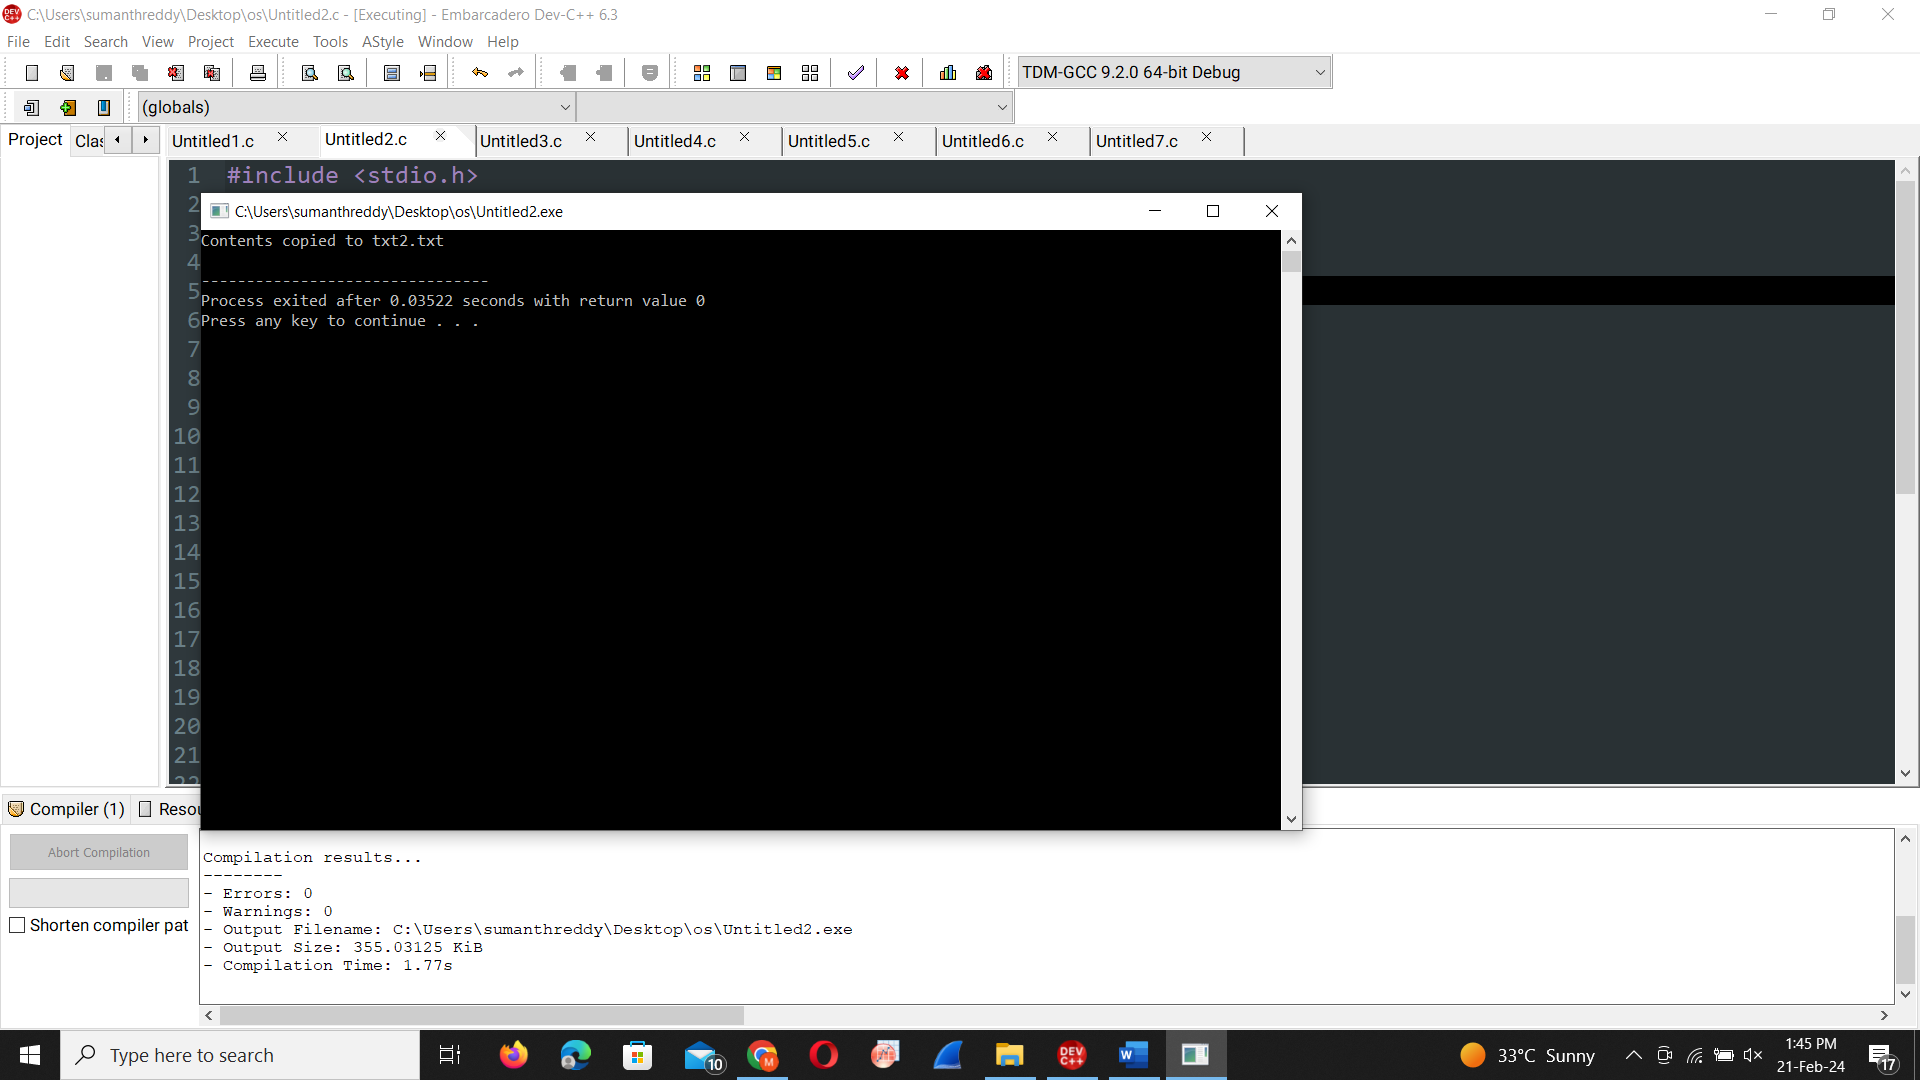 C:\Users\sumanthreddy\Desktop\os\Untitled2.c - [Executing] - Embarcadero Dev-C++ 6.3
File Edit Search View Project Execute Tools AStyle Window Help
TDM-GCC 9.2.0 64-bit Debug
(globals)
Project Clas Untitled1.c Untitled2.c Untitled3.c Untitled4.c Untitled5.c Untitled6.c Untitled7.c
1 #include <stdio.h>
2
C:\Users\sumanthreddy\Desktop\os\Untitled2.exe
3
Contents copied to txt2.txt
4
--------------------------------
5
Process exited after 0.03522 seconds with return value 0
6
Press any key to continue . . .
7
8
9
10
11
12
13
14
15
16
17
18
19
20
21
22
Compiler (1) Resou
Abort Compilation
Shorten compiler pat
Compilation results...
--------
- Errors: 0
- Warnings: 0
- Output Filename: C:\Users\sumanthreddy\Desktop\os\Untitled2.exe
- Output Size: 355.03125 KiB
- Compilation Time: 1.77s
Type here to search
10
M
DEV C++
W
33°C Sunny
1:45 PM
21-Feb-24
17